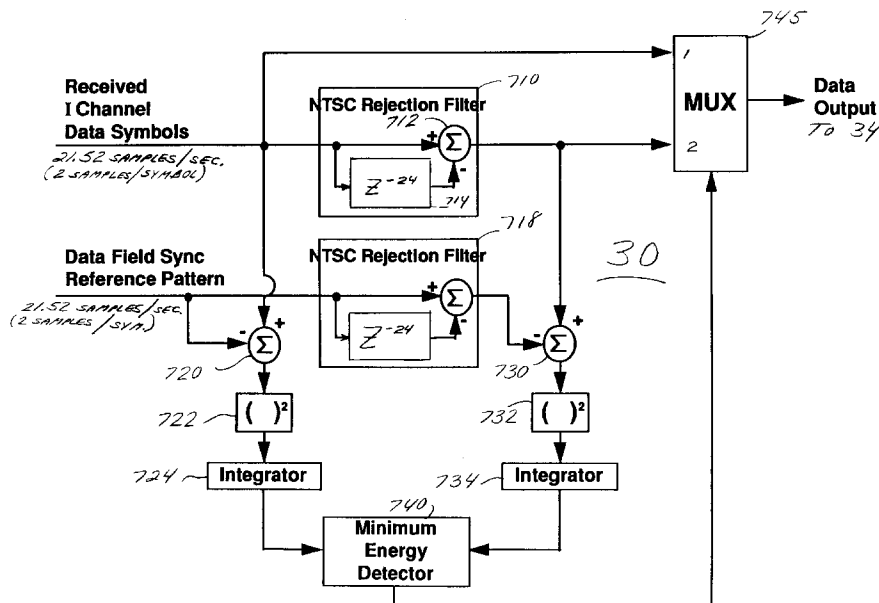 745
Received
I Channel
Data Symbols
21.52 SAMPLES/SEC.
(2 SAMPLES/SYMBOL)
710
NTSC Rejection Filter
712
+
Σ
-
Z⁻²⁴
714
1
2
MUX
Data
Output
TO 34
718
Data Field Sync
Reference Pattern
21.52 SAMPLES/SEC.
(2 SAMPLES/SYM.)
NTSC Rejection Filter
+
Σ
-
Z⁻²⁴
30
+
-
Σ
720
+
-
Σ
730
722
( )²
732
( )²
724
Integrator
734
Integrator
740
Minimum
Energy
Detector